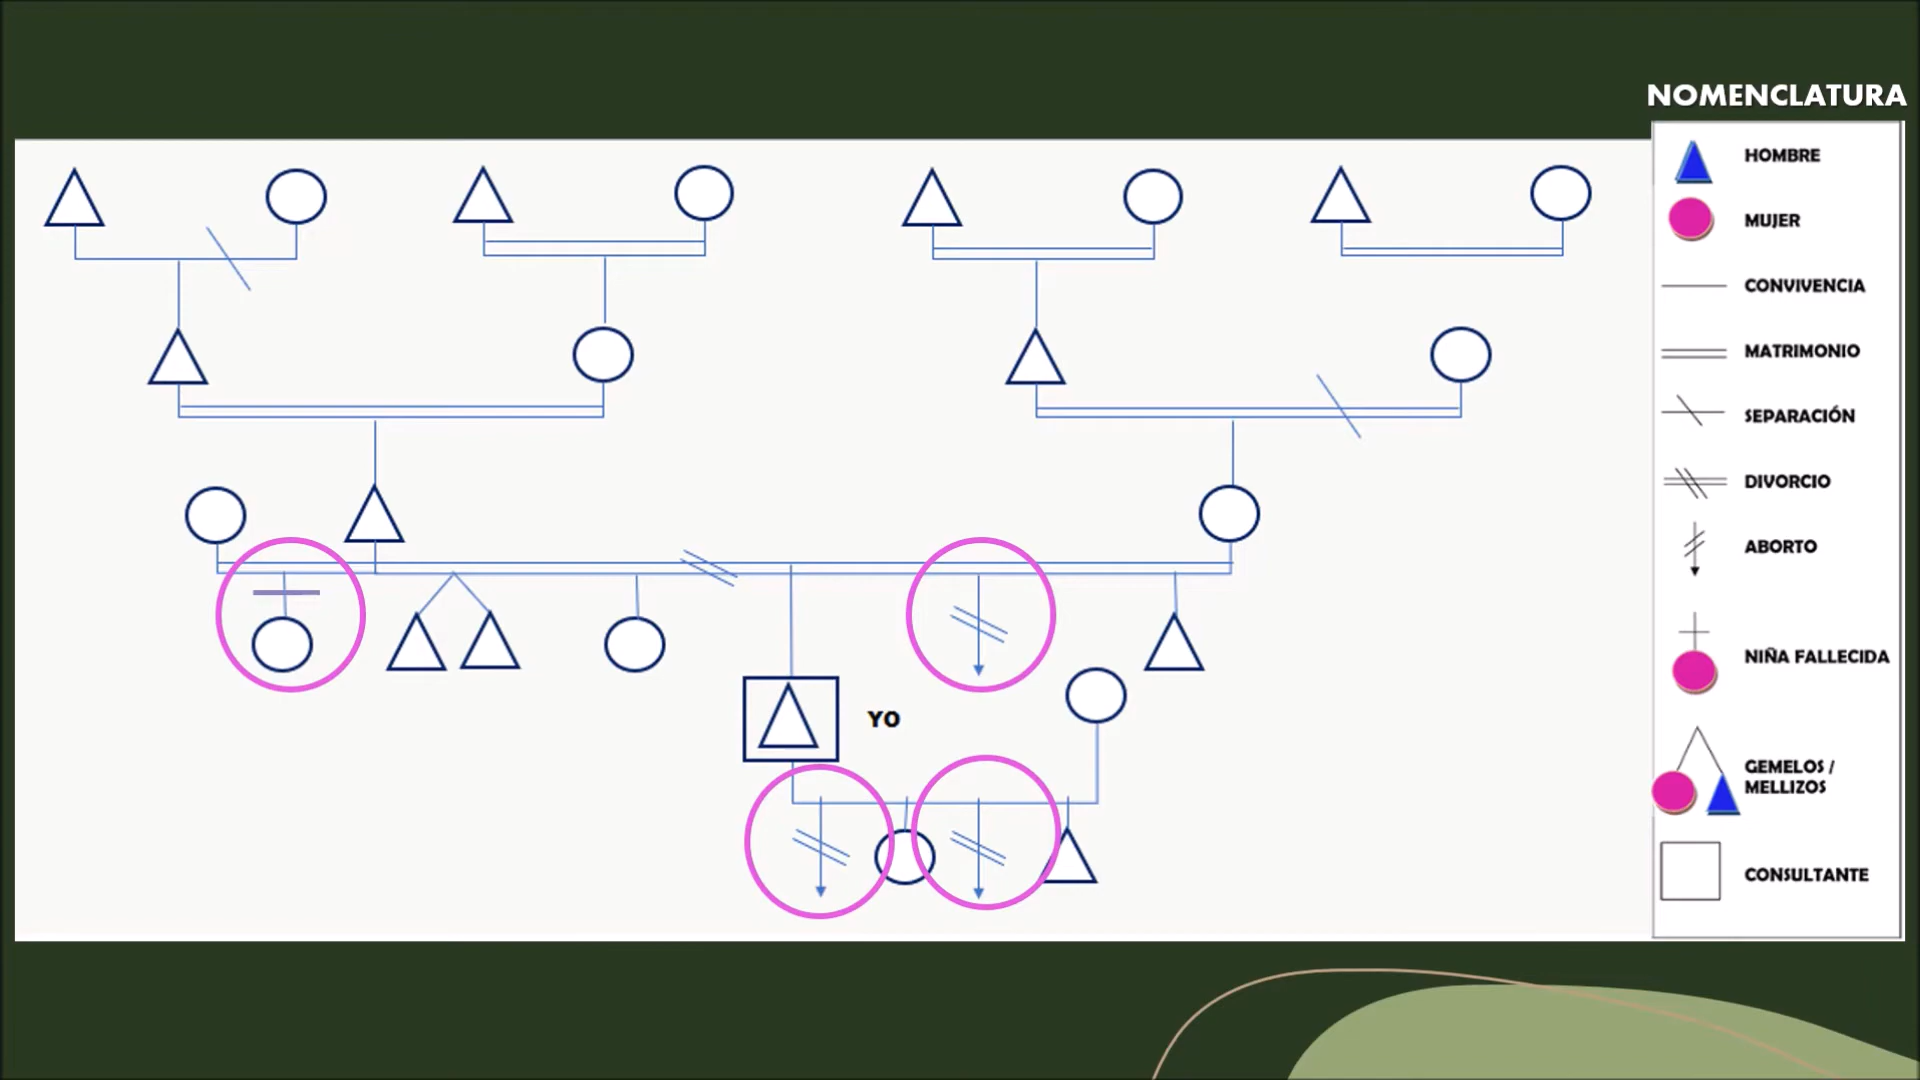 NOMENCLATURA
HOMBRE
MUJER
CONVIVENCIA
MATRIMONIO
SEPARACIÓN
DIVORCIO
ABORTO
NIÑA FALLECIDA
GEMELOS /
MELLIZOS
CONSULTANTE
YO